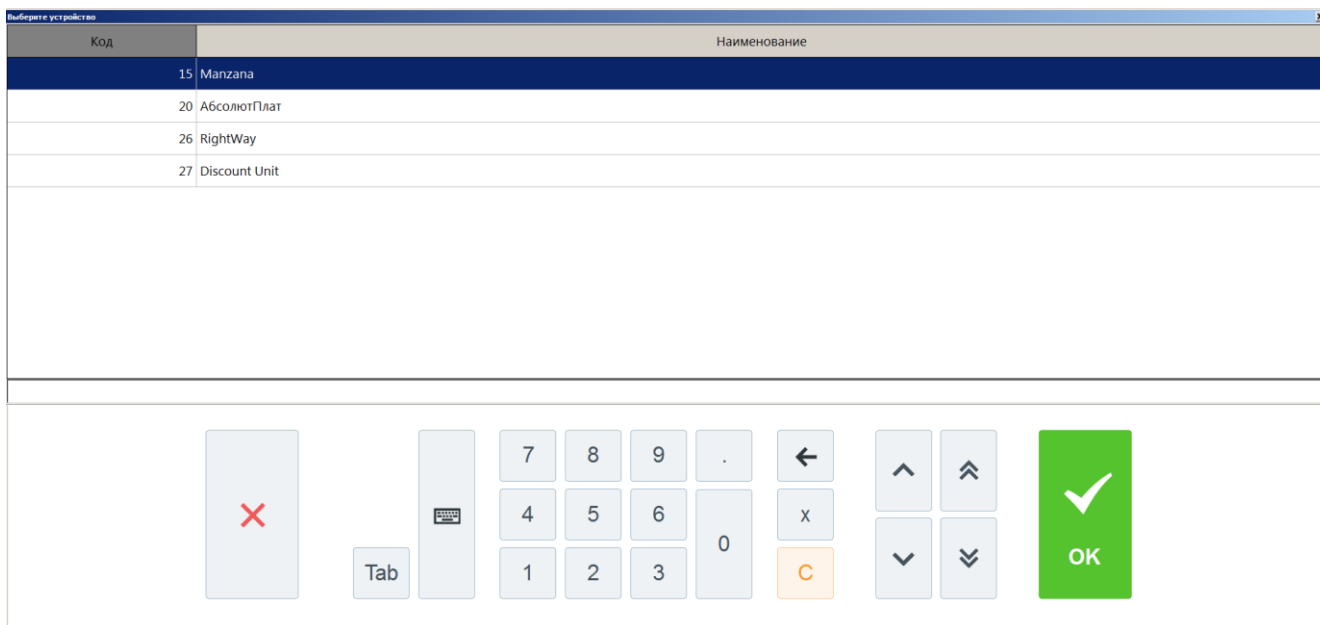 Выберите устройство
Код Наименование
15 Manzana
20 АбсолютПлат
26 RightWay
27 Discount Unit
7 8 9 .
4 5 6 x
0
Tab 1 2 3 C OK